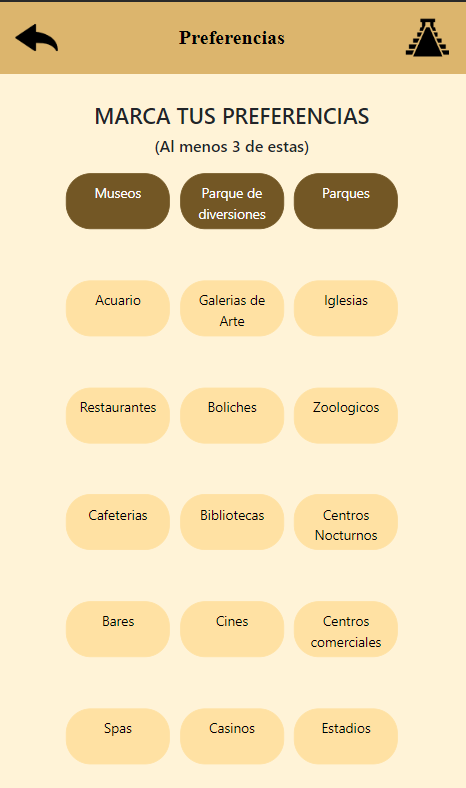 Preferencias
MARCA TUS PREFERENCIAS
(Al menos 3 de estas)
Museos
Parque de
diversiones
Parques
Acuario
Galerias de
Arte
Iglesias
Restaurantes
Boliches
Zoologicos
Cafeterias
Bibliotecas
Centros
Nocturnos
Bares
Cines
Centros
comerciales
Spas
Casinos
Estadios